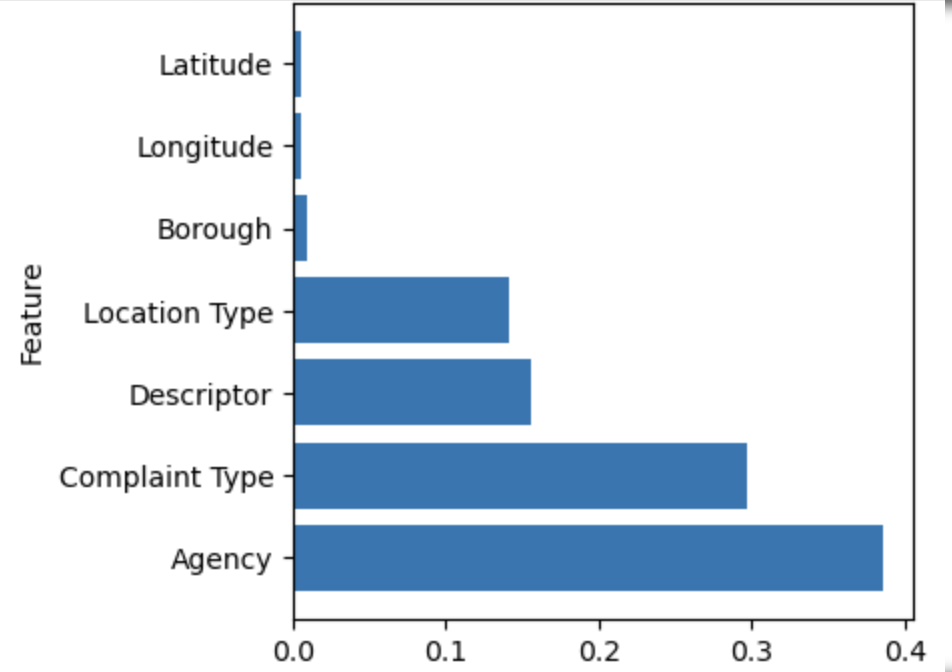 Feature
Latitude
Longitude
Borough
Location Type
Descriptor
Complaint Type
Agency
0.0 0.1 0.2 0.3 0.4